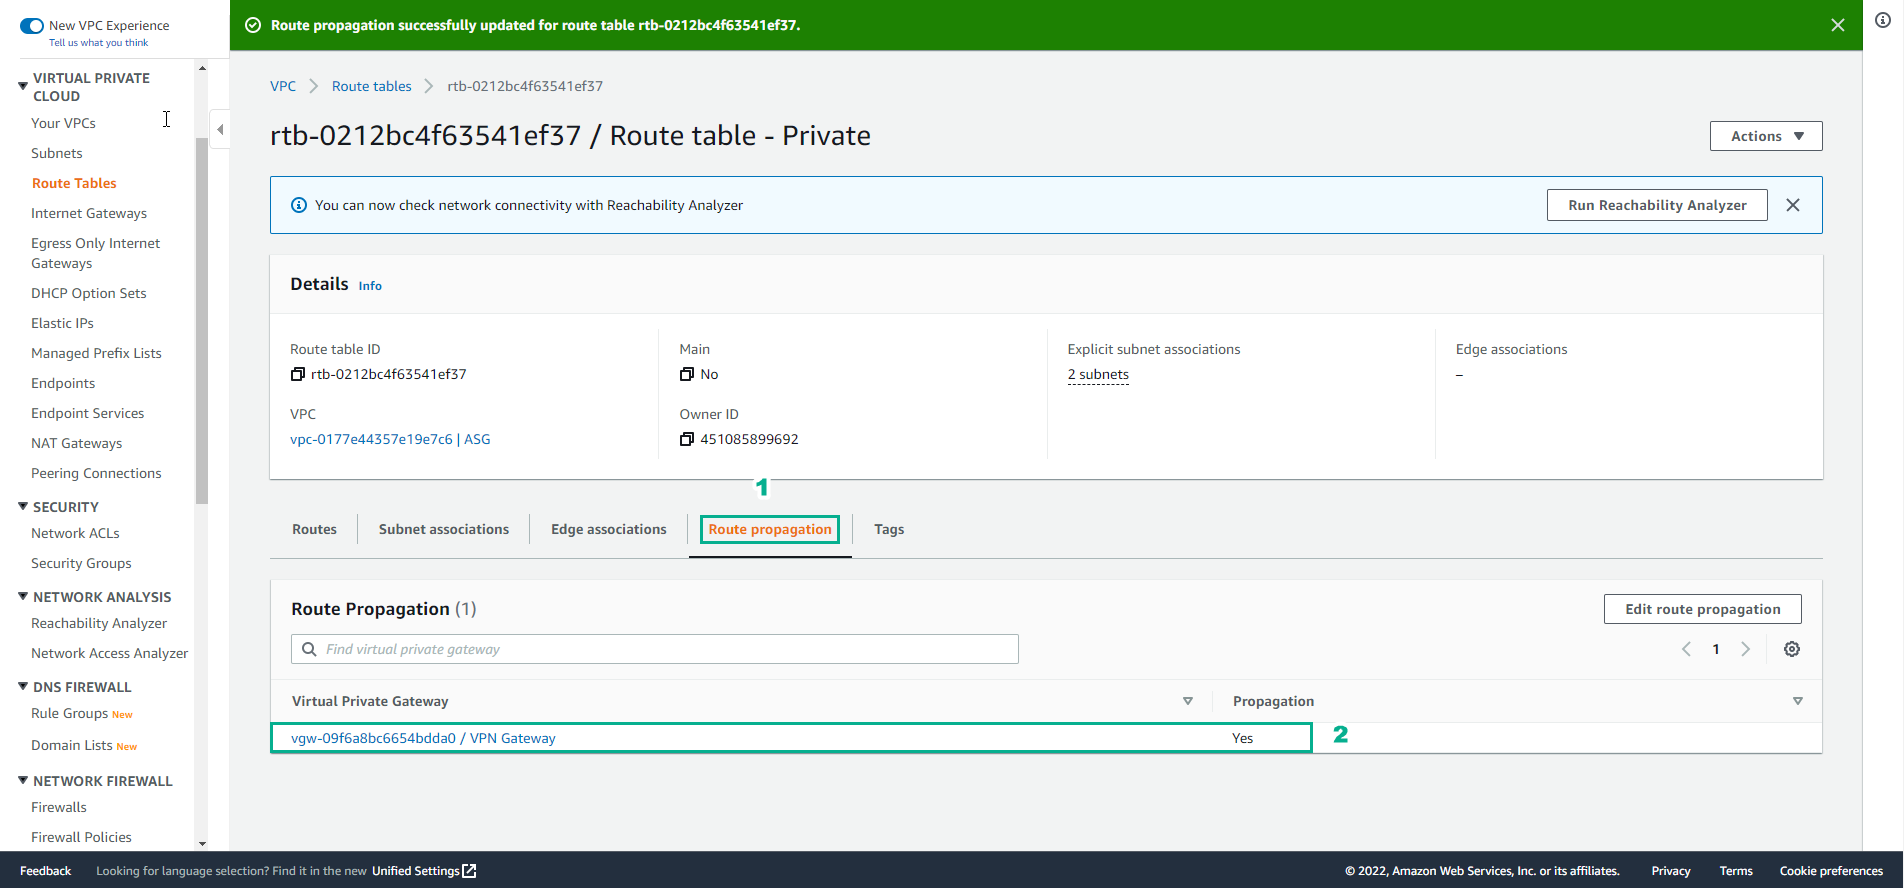 New VPC Experience
Tell us what you think
VIRTUAL PRIVATE
CLOUD
Your VPCs
Subnets
Route Tables
Internet Gateways
Egress Only Internet
Gateways
DHCP Option Sets
Elastic IPs
Managed Prefix Lists
Endpoints
Endpoint Services
NAT Gateways
Peering Connections
SECURITY
Network ACLs
Security Groups
NETWORK ANALYSIS
Reachability Analyzer
Network Access Analyzer
DNS FIREWALL
Rule Groups New
Domain Lists New
NETWORK FIREWALL
Firewalls
Firewall Policies
Route propagation successfully updated for route table rtb-0212bc4f63541ef37.
VPC Route tables rtb-0212bc4f63541ef37
rtb-0212bc4f63541ef37 / Route table - Private
Actions
You can now check network connectivity with Reachability Analyzer
Run Reachability Analyzer
Details Info
Route table ID
rtb-0212bc4f63541ef37
VPC
vpc-0177e44357e19e7c6 | ASG
Main
No
Owner ID
451085899692
Explicit subnet associations
2 subnets
Edge associations
–
1
Routes Subnet associations Edge associations Route propagation Tags
Route Propagation (1)
Edit route propagation
Find virtual private gateway
1
Virtual Private Gateway Propagation
vgw-09f6a8bc6654bdda0 / VPN Gateway Yes
2
Feedback Looking for language selection? Find it in the new Unified Settings © 2022, Amazon Web Services, Inc. or its affiliates. Privacy Terms Cookie preferences